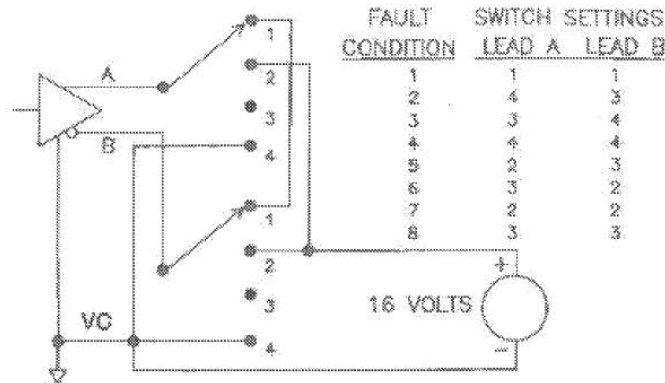 FAULT SWITCH SETTINGS
CONDITION LEAD A LEAD B
1 1 1
2 4 3
3 3 4
4 4 4
5 2 3
6 3 2
7 2 2
8 3 3
A
B
1
2
3
4
1
2
3
4
VC
16 VOLTS
+
-